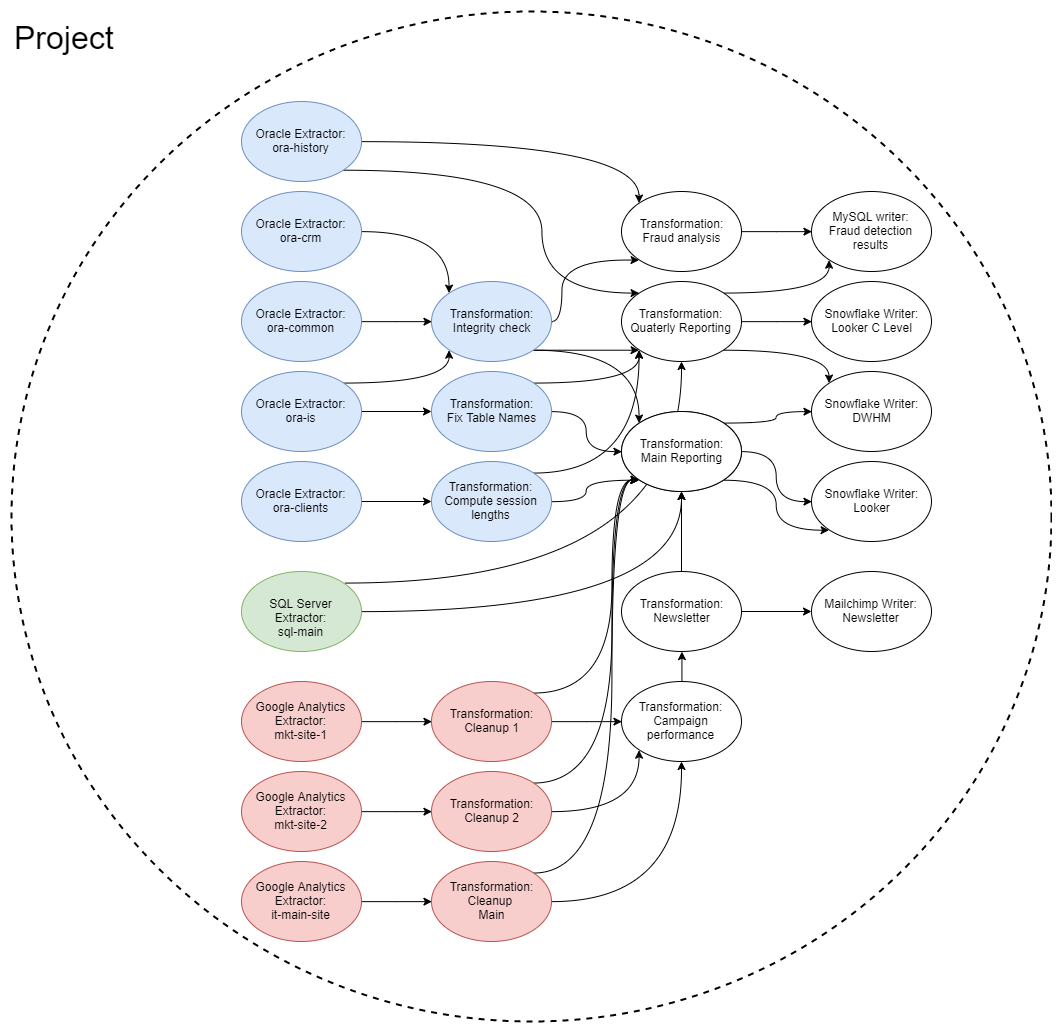 Project
Oracle Extractor:
ora-history
Oracle Extractor:
ora-crm
Transformation:
Fraud analysis
MySQL writer:
Fraud detection
results
Oracle Extractor:
ora-common
Transformation:
Integrity check
Transformation:
Quaterly Reporting
Snowflake Writer:
Looker C Level
Oracle Extractor:
ora-is
Transformation:
Fix Table Names
Transformation:
Main Reporting
Snowflake Writer:
DWHM
Oracle Extractor:
ora-clients
Transformation:
Compute session
lengths
Snowflake Writer:
Looker
SQL Server
Extractor:
sql-main
Transformation:
Newsletter
Mailchimp Writer:
Newsletter
Google Analytics
Extractor:
mkt-site-1
Transformation:
Cleanup 1
Transformation:
Campaign
performance
Google Analytics
Extractor:
mkt-site-2
Transformation:
Cleanup 2
Google Analytics
Extractor:
it-main-site
Transformation:
Cleanup
Main